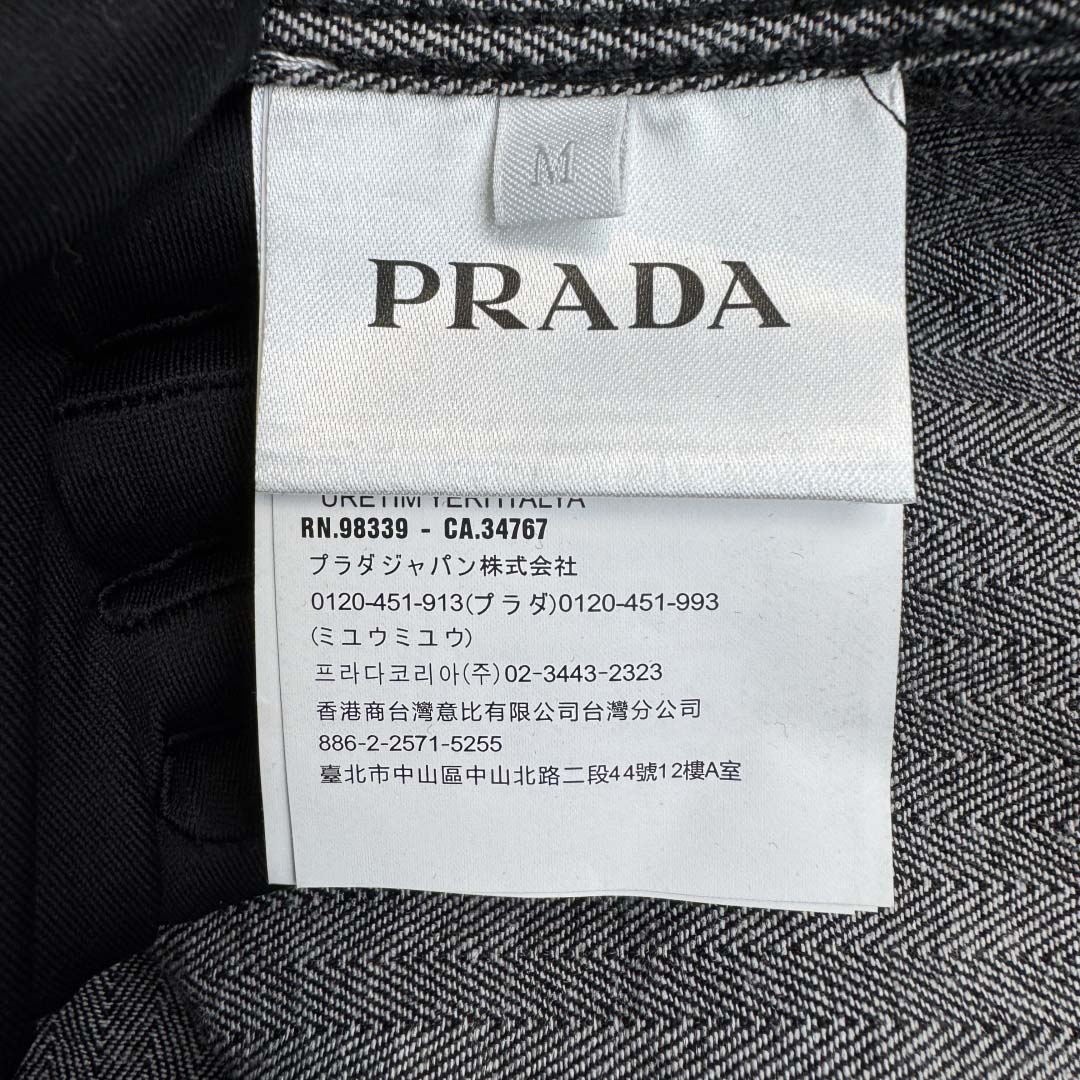 M
PRADA
ÜRETİM YERİ İTALYA
RN.98339 - CA.34767
プラダジャパン株式会社
0120-451-913(プラダ)0120-451-993
(ミユウミユウ)
프라다코리아(주)02-3443-2323
香港商台灣意比有限公司台灣分公司
886-2-2571-5255
臺北市中山區中山北路二段44號12樓A室